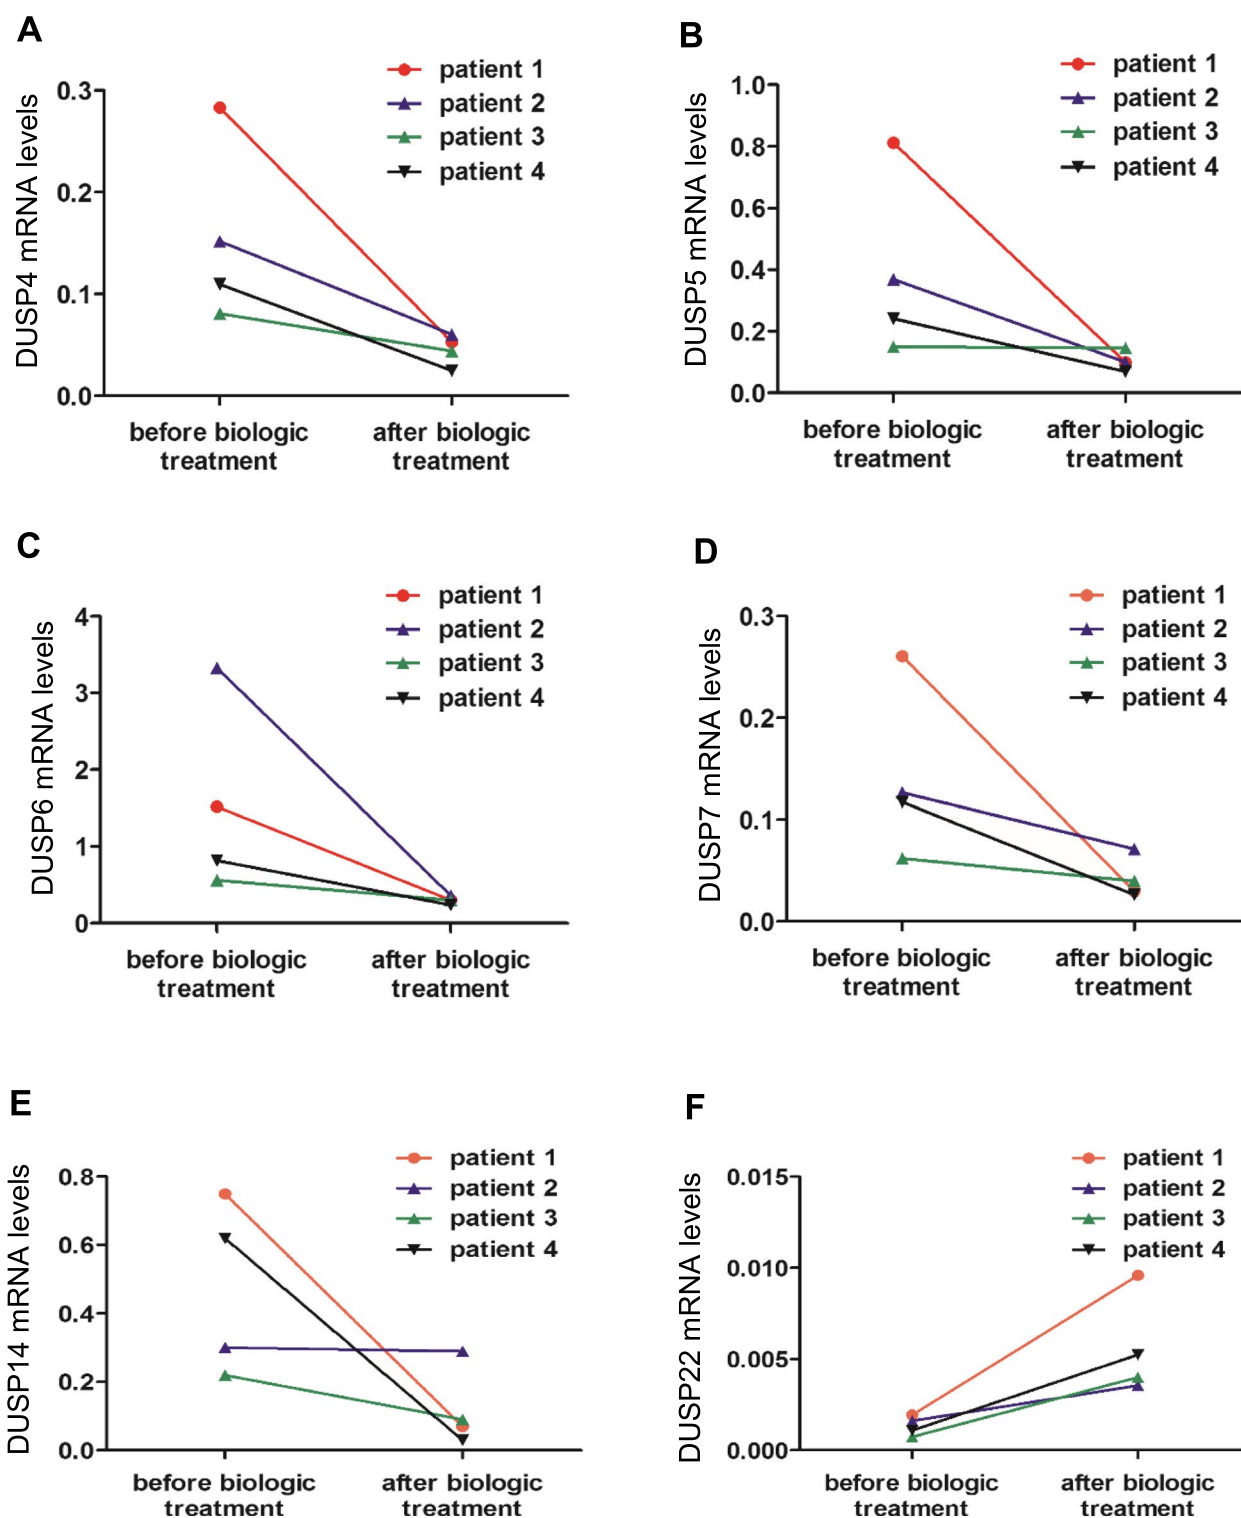 A
DUSP4 mRNA levels
0.3
0.2
0.1
0.0
patient 1
patient 2
patient 3
patient 4
before biologic
treatment
after biologic
treatment
B
DUSP5 mRNA levels
1.0
0.8
0.6
0.4
0.2
0.0
patient 1
patient 2
patient 3
patient 4
before biologic
treatment
after biologic
treatment
C
DUSP6 mRNA levels
4
3
2
1
0
patient 1
patient 2
patient 3
patient 4
before biologic
treatment
after biologic
treatment
D
DUSP7 mRNA levels
0.3
0.2
0.1
0.0
patient 1
patient 2
patient 3
patient 4
before biologic
treatment
after biologic
treatment
E
DUSP14 mRNA levels
0.8
0.6
0.4
0.2
0.0
patient 1
patient 2
patient 3
patient 4
before biologic
treatment
after biologic
treatment
F
DUSP22 mRNA levels
0.015
0.010
0.005
0.000
patient 1
patient 2
patient 3
patient 4
before biologic
treatment
after biologic
treatment